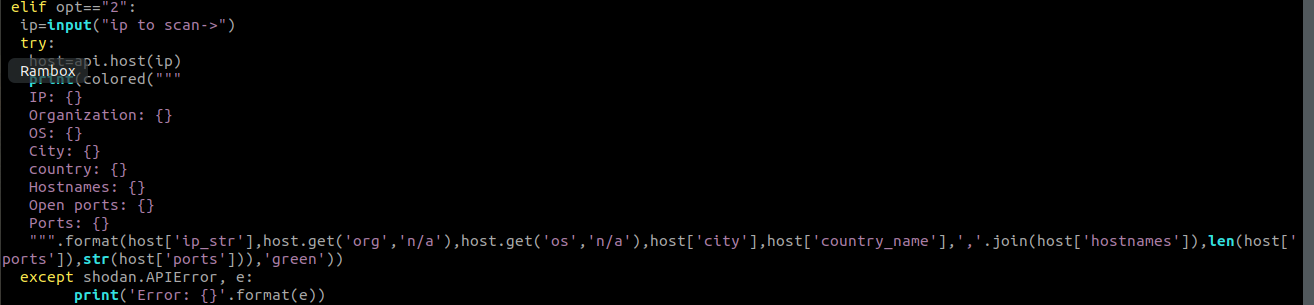 elif opt=="2":
ip=input("ip to scan->")
try:
host=api.host(ip)
Rambox
print(colored("""
IP: {}
Organization: {}
OS: {}
City: {}
country: {}
Hostnames: {}
Open ports: {}
Ports: {}
""".format(host['ip_str'],host.get('org','n/a'),host.get('os','n/a'),host['city'],host['country_name'],','.join(host['hostnames']),len(host['
ports']),str(host['ports'])),'green'))
except shodan.APIError, e:
print('Error: {}'.format(e))